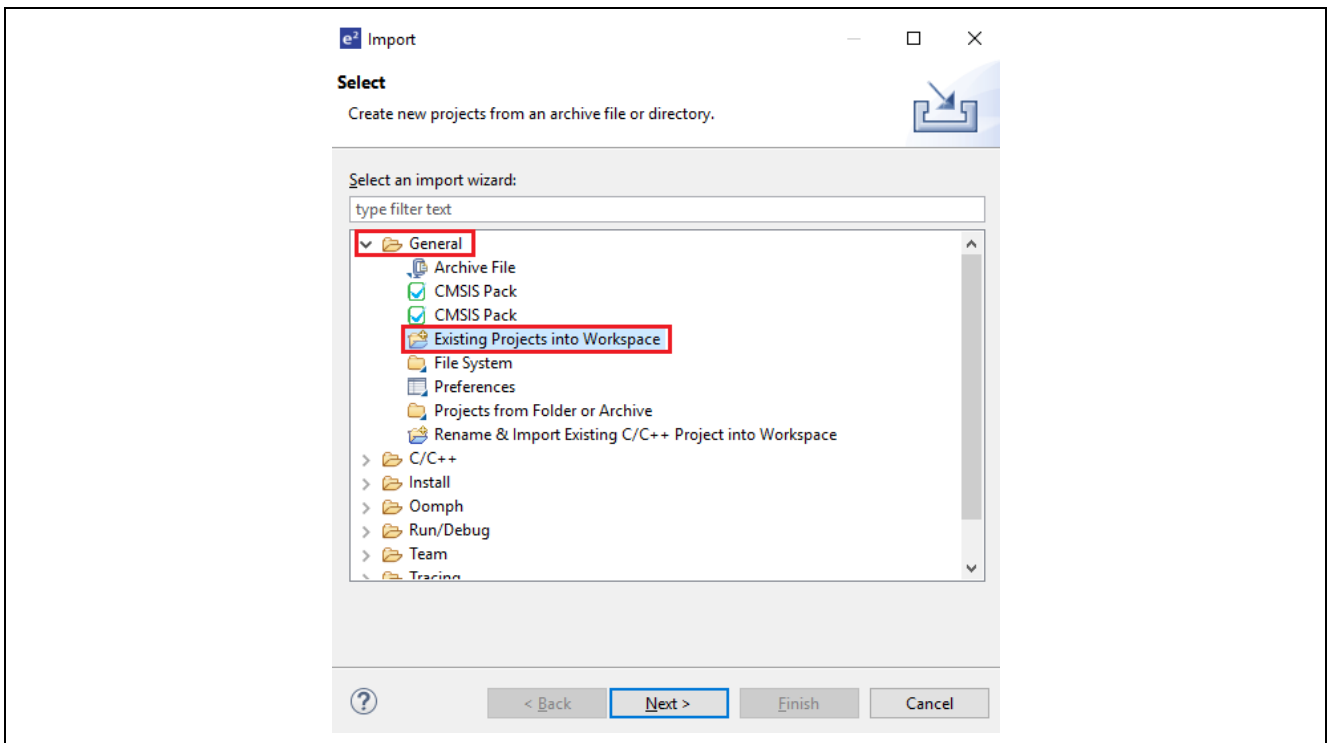 e² Import
Select
Create new projects from an archive file or directory.
Select an import wizard:
type filter text
General
Archive File
CMSIS Pack
CMSIS Pack
Existing Projects into Workspace
File System
Preferences
Projects from Folder or Archive
Rename & Import Existing C/C++ Project into Workspace
C/C++
Install
Oomph
Run/Debug
Team
Tracing
? < Back Next > Finish Cancel